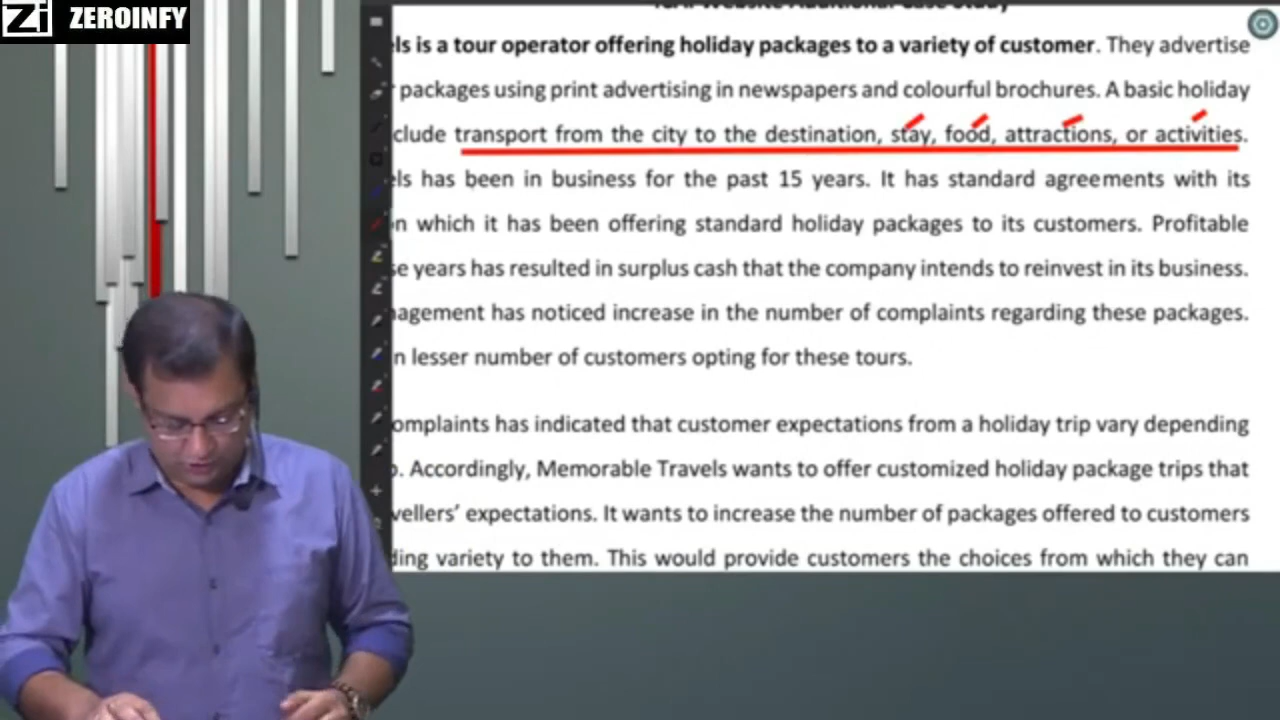 Zi ZEROINFY
Website Additional Case Study
is a tour operator offering holiday packages to a variety of customer. They advertise
packages using print advertising in newspapers and colourful brochures. A basic holiday
transport from the city to the destination, stay, food, attractions, or activities.
has been in business for the past 15 years. It has standard agreements with its
which it has been offering standard holiday packages to its customers. Profitable
years has resulted in surplus cash that the company intends to reinvest in its business.
has noticed increase in the number of complaints regarding these packages.
lesser number of customers opting for these tours.
omplaints has indicated that customer expectations from a holiday trip vary depending
. Accordingly, Memorable Travels wants to offer customized holiday package trips that
vellers’ expectations. It wants to increase the number of packages offered to customers
variety to them. This would provide customers the choices from which they can